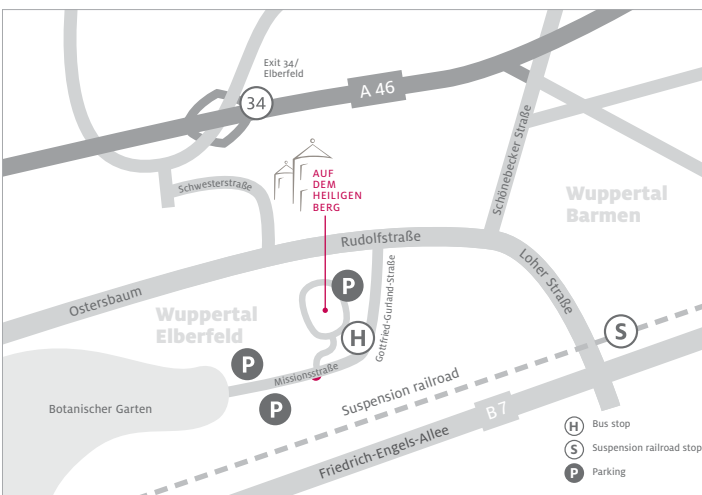 Exit 34/
Elberfeld
34
A 46
Schwesterstraße
AUF
DEM
HEILIGEN
BERG
Schönebecker Straße
Wuppertal
Barmen
Rudolfstraße
Loher Straße
Ostersbaum
Wuppertal
Elberfeld
P
H
Gottfried-Gurland-Straße
S
P
Missionsstraße
P
Botanischer Garten
Suspension railroad
B 7
Friedrich-Engels-Allee
H Bus stop
S Suspension railroad stop
P Parking